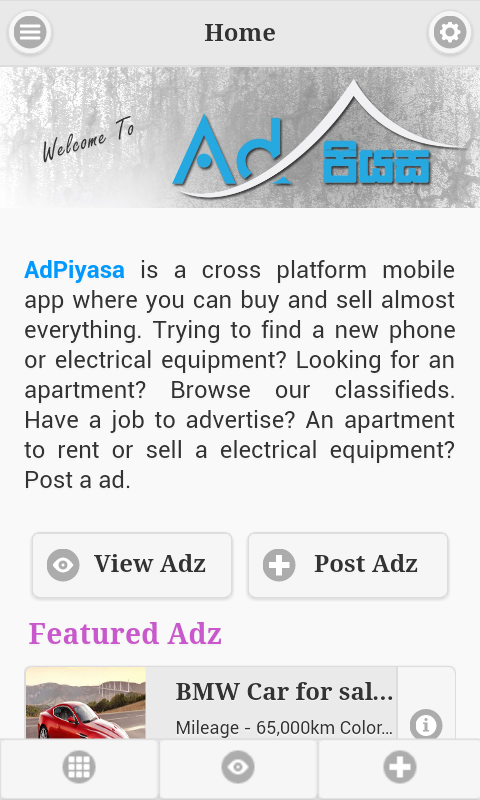 Home
Welcome To
Ad පියස
AdPiyasa is a cross platform mobile
app where you can buy and sell almost
everything. Trying to find a new phone
or electrical equipment? Looking for an
apartment? Browse our classifieds.
Have a job to advertise? An apartment
to rent or sell a electrical equipment?
Post a ad.
View Adz
Post Adz
Featured Adz
BMW Car for sal...
Mileage - 65,000km Color...